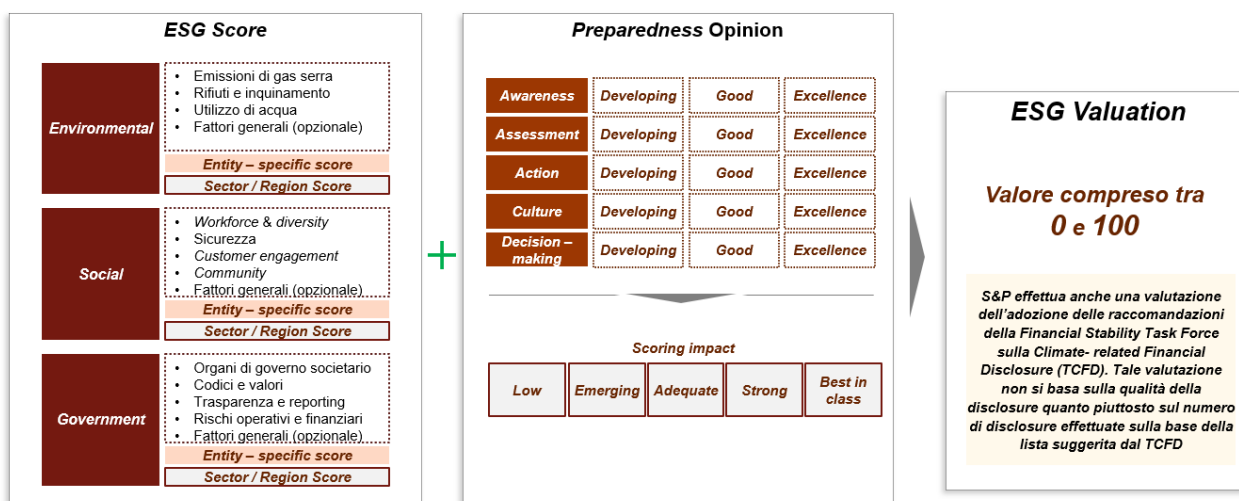 ESG Score
Environmental
• Emissioni di gas serra
• Rifiuti e inquinamento
• Utilizzo di acqua
• Fattori generali (opzionale)
Entity – specific score
Sector / Region Score
Social
• Workforce & diversity
• Sicurezza
• Customer engagement
• Community
• Fattori generali (opzionale)
Entity – specific score
Sector / Region Score
Government
• Organi di governo societario
• Codici e valori
• Trasparenza e reporting
• Rischi operativi e finanziari
• Fattori generali (opzionale)
Entity – specific score
Sector / Region Score
+
Preparedness Opinion
Awareness Developing Good Excellence
Assessment Developing Good Excellence
Action Developing Good Excellence
Culture Developing Good Excellence
Decision –
making Developing Good Excellence
Scoring impact
Low Emerging Adequate Strong Best in
class
ESG Valuation
Valore compreso tra
0 e 100
S&P effettua anche una valutazione
dell'adozione delle raccomandazioni
della Financial Stability Task Force
sulla Climate- related Financial
Disclosure (TCFD). Tale valutazione
non si basa sulla qualità della
disclosure quanto piuttosto sul numero
di disclosure effettuate sulla base della
lista suggerita dal TCFD